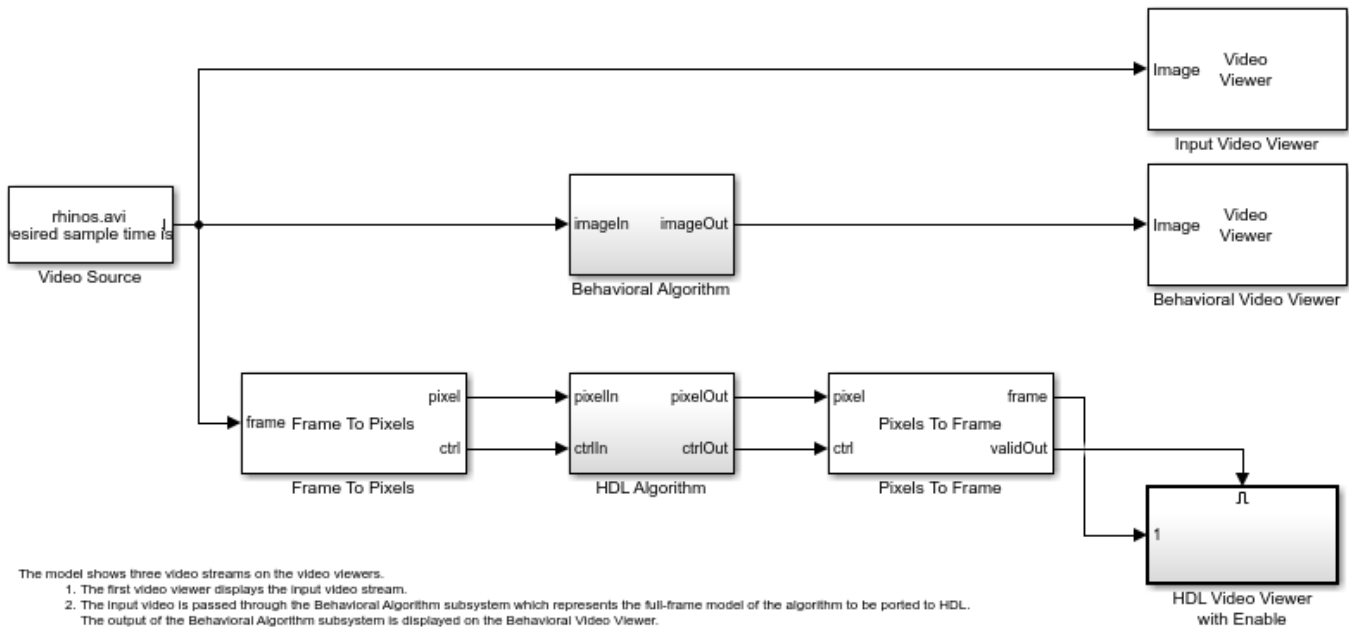 Video
Viewer
Image
Input Video Viewer
rhinos.avi
esired sample time is
Video Source
imageIn imageOut
Behavioral Algorithm
Video
Viewer
Image
Behavioral Video Viewer
frame Frame To Pixels
pixel
ctrl
Frame To Pixels
pixelIn pixelOut
ctrlIn ctrlOut
HDL Algorithm
pixel frame
Pixels To Frame
ctrl validOut
Pixels To Frame
1
HDL Video Viewer
with Enable
The model shows three video streams on the video viewers.
1. The first video viewer displays the input video stream.
2. The input video is passed through the Behavioral Algorithm subsystem which represents the full-frame model of the algorithm to be ported to HDL.
The output of the Behavioral Algorithm subsystem is displayed on the Behavioral Video Viewer.